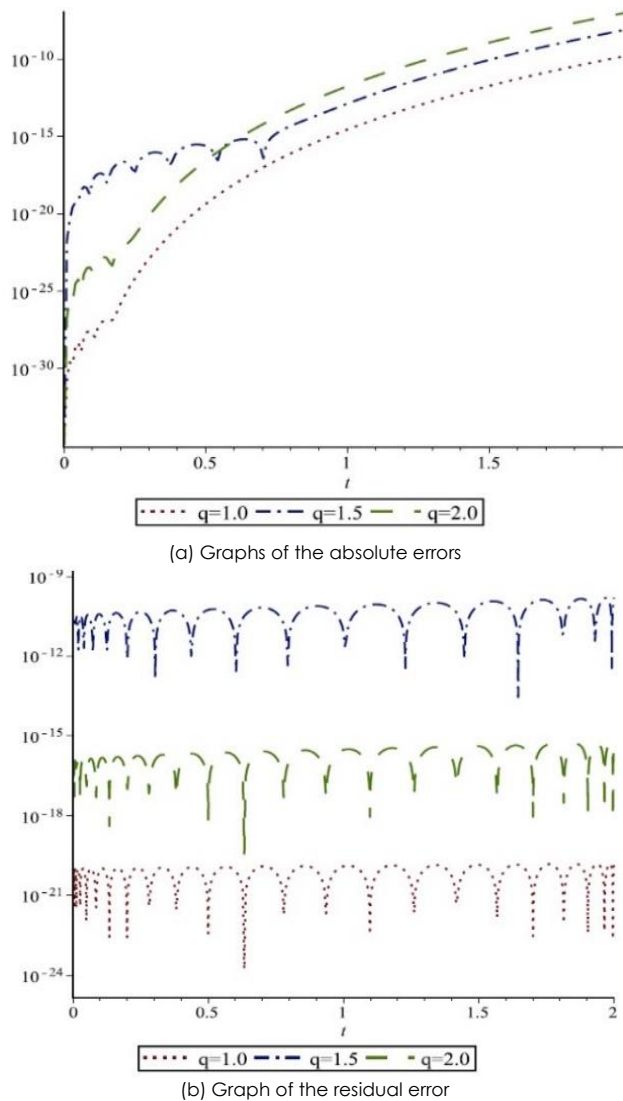 10⁻¹⁰
10⁻¹⁵
10⁻²⁰
10⁻²⁵
10⁻³⁰
0 0.5 1 1.5
t
q=1.0 q=1.5 q=2.0
(a) Graphs of the absolute errors
10⁻⁹
10⁻¹²
10⁻¹⁵
10⁻¹⁸
10⁻²¹
10⁻²⁴
0 0.5 1 1.5 2
t
q=1.0 q=1.5 q=2.0
(b) Graph of the residual error